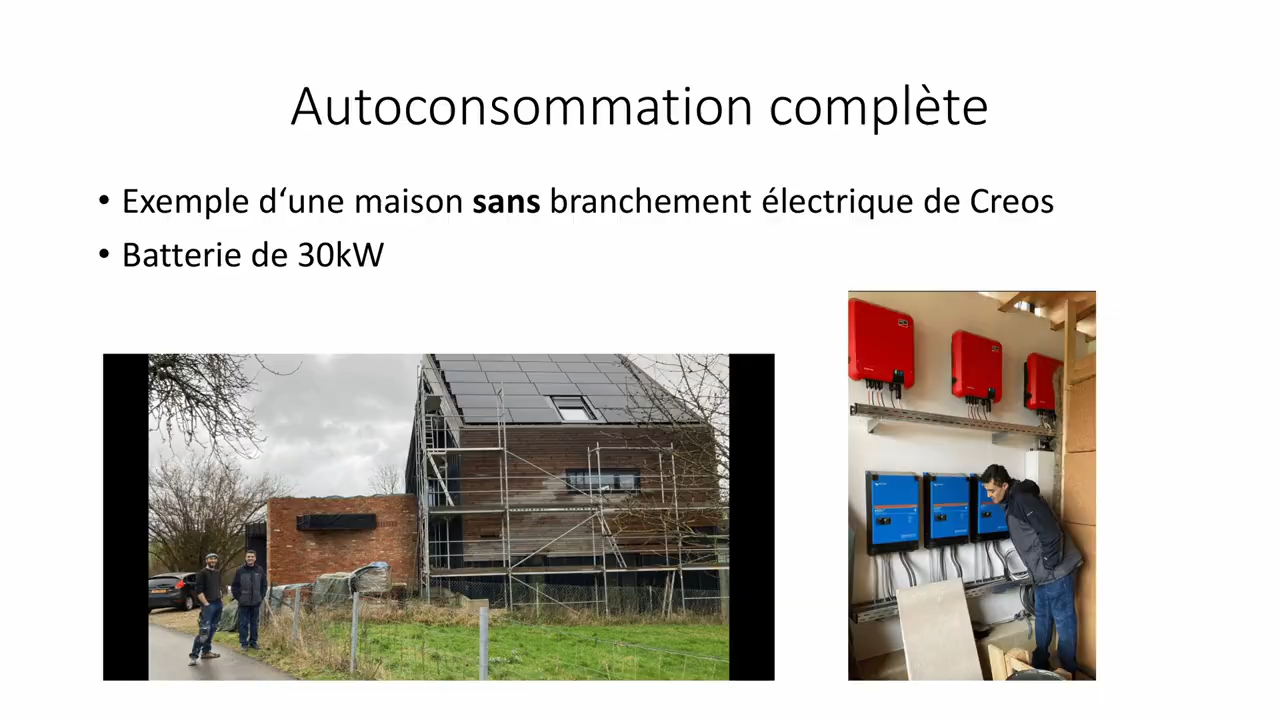 Autoconsommation complète
• Exemple d‘une maison sans branchement électrique de Creos
• Batterie de 30kW